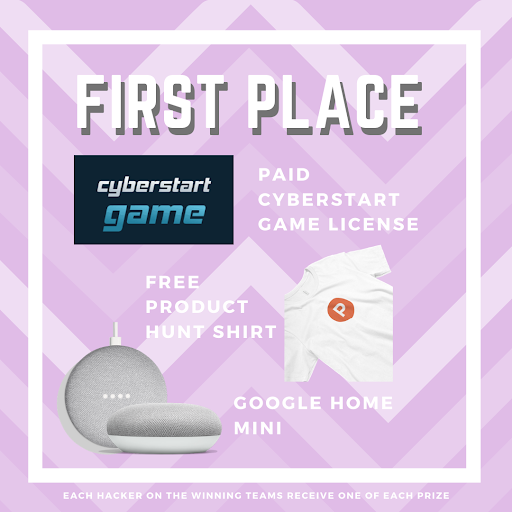 FIRST PLACE
cyberstart
game
PAID
CYBERSTART
GAME LICENSE
FREE
PRODUCT
HUNT SHIRT
P
GOOGLE HOME
MINI
EACH HACKER ON THE WINNING TEAMS RECEIVE ONE OF EACH PRIZE